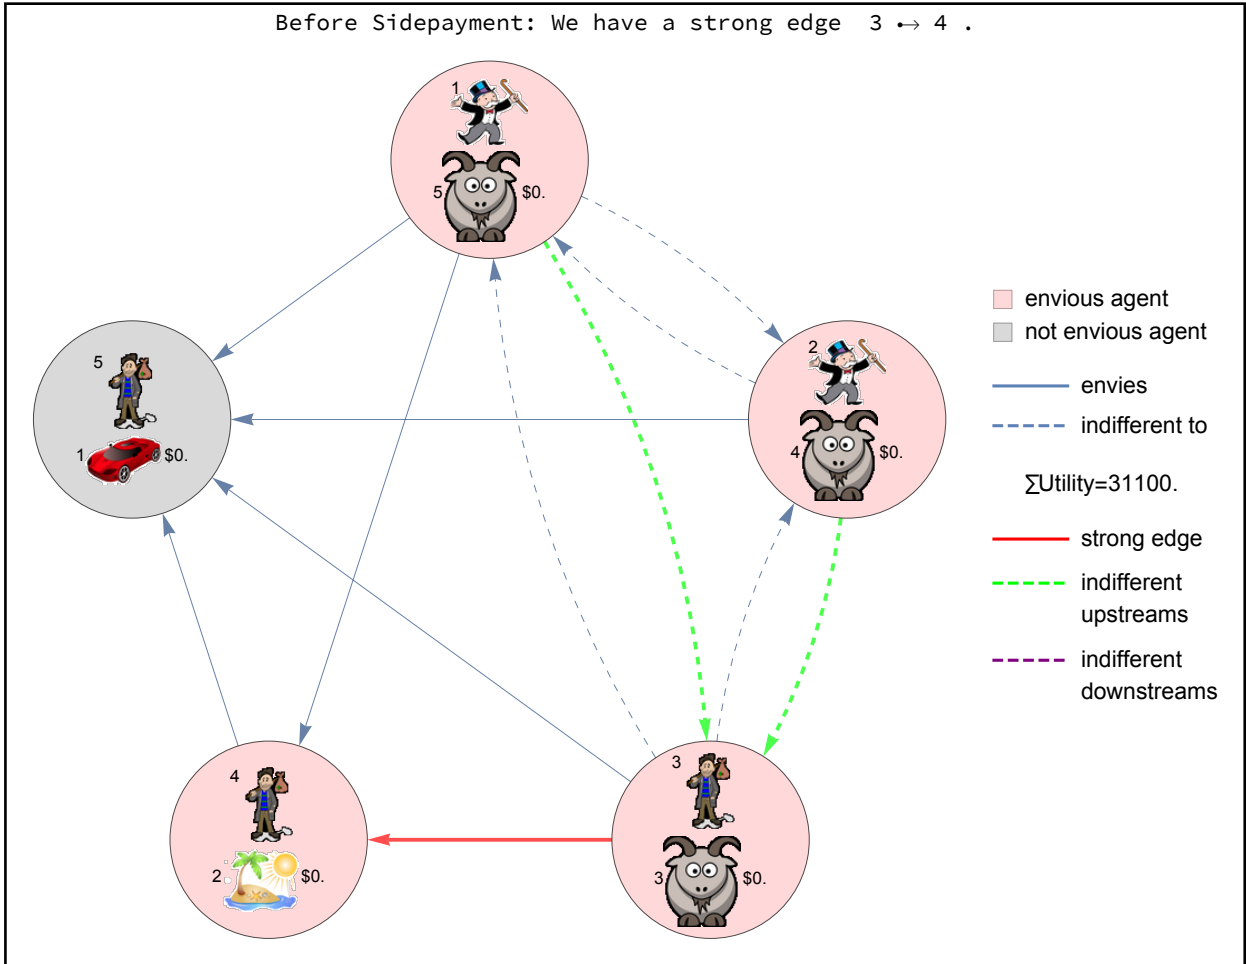 Before Sidepayment: We have a strong edge 3 ↔ 4 .
1
5 $0.
2
4 $0.
5
1 $0.
4
2 $0.
3
3 $0.
envious agent
not envious agent
envies
indifferent to
∑Utility=31100.
strong edge
indifferent
upstreams
indifferent
downstreams